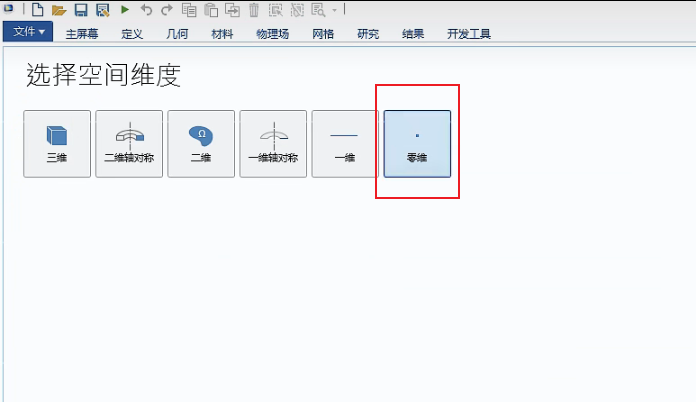 文件 主屏幕 定义 几何 材料 物理场 网格 研究 结果 开发工具
选择空间维度
三维 二维轴对称 二维 一维轴对称 一维 零维